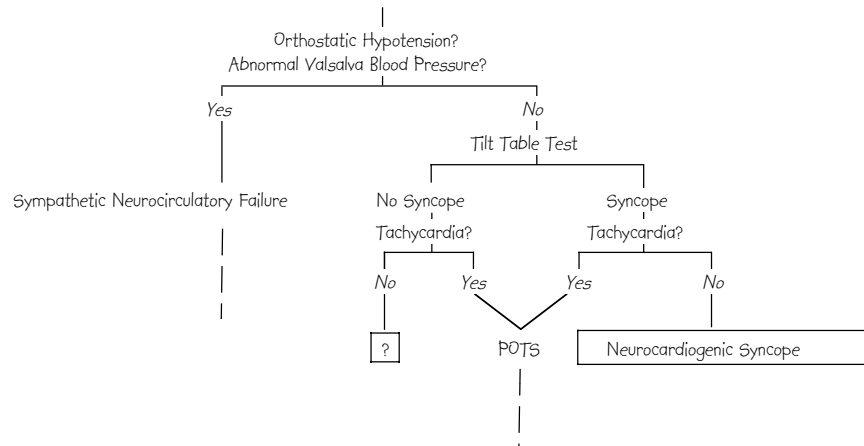 Orthostatic Hypotension?
Abnormal Valsalva Blood Pressure?
Yes
No
Tilt Table Test
Sympathetic Neurocirculatory Failure
No Syncope
Syncope
Tachycardia?
Tachycardia?
No
Yes
Yes
No
?
POTS
Neurocardiogenic Syncope